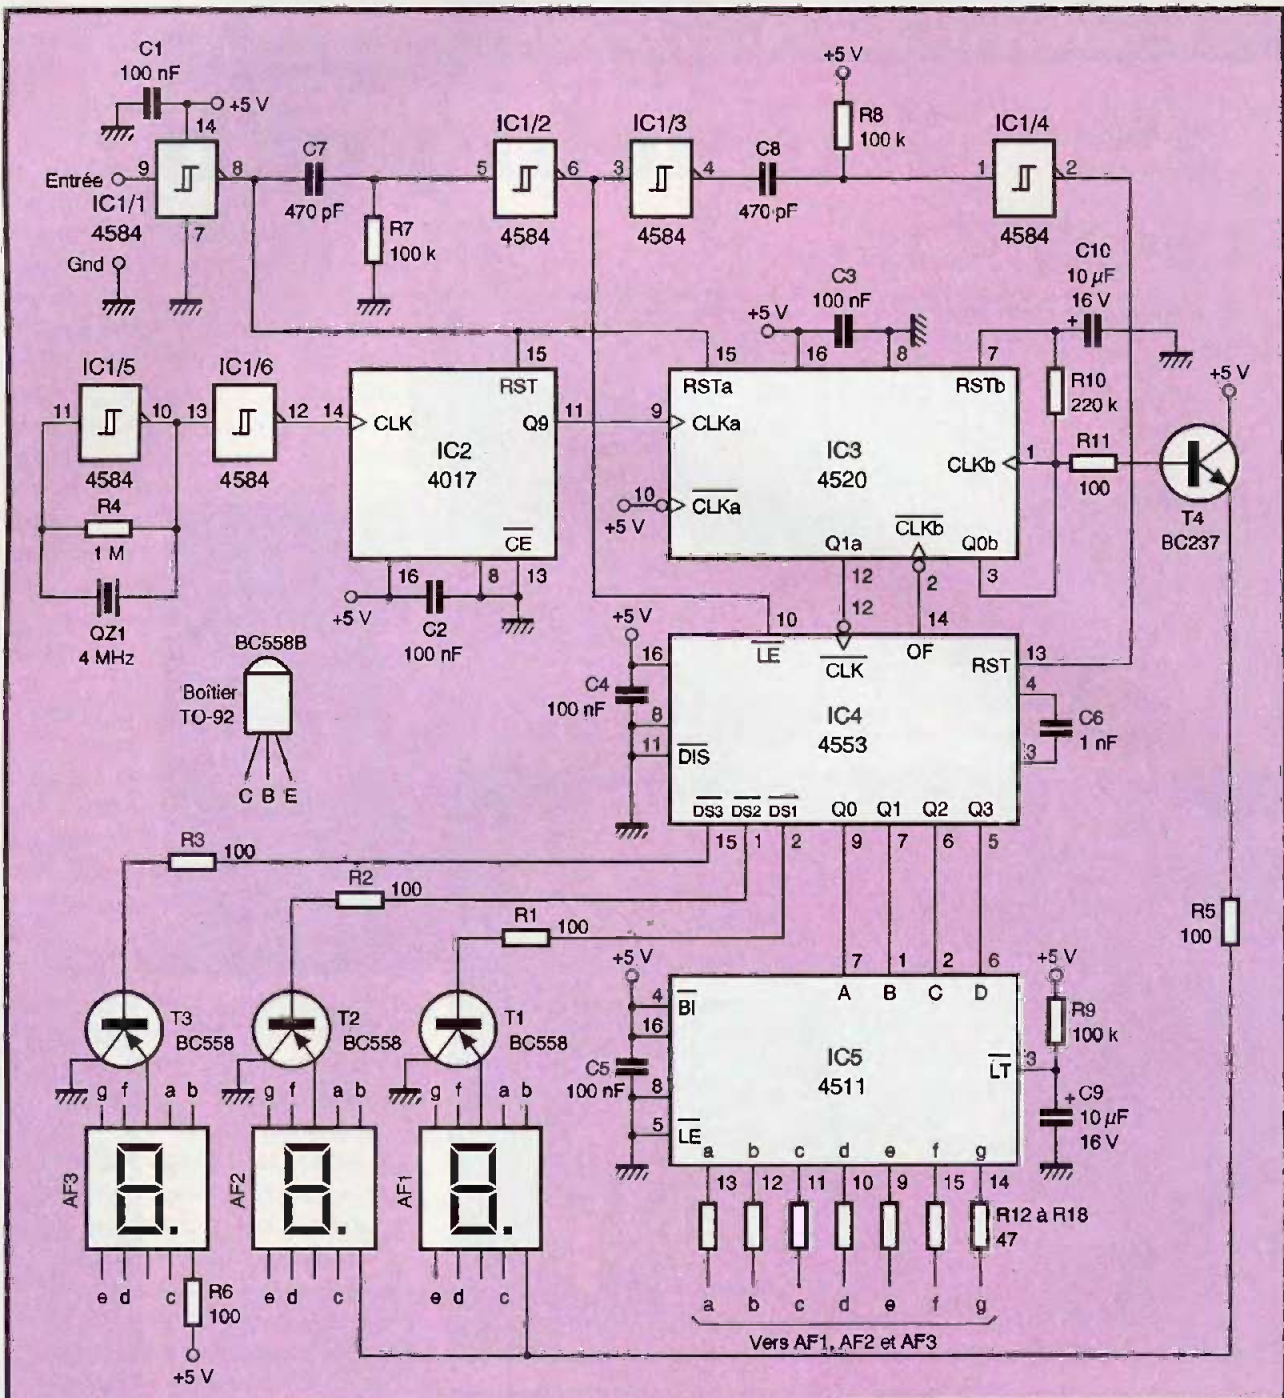 C1
100 nF
+5 V
14
9
8
Entrée
IC1/1
4584
7
Gnd
C7
470 pF
R7
100 k
IC1/2
5
6
4584
IC1/3
3
4
4584
C8
470 pF
+5 V
R8
100 k
IC1/4
1
2
4584
C10
10 µF
16 V
+
C3
100 nF
+5 V
15
15
16
8
7
IC1/5
11
10
4584
IC1/6
13
12
4584
R4
1 M
QZ1
4 MHz
14
CLK
RST
Q9
11
IC2
4017
CE
16
8
13
+5 V
C2
100 nF
RSTa
RSTb
9
CLKa
IC3
4520
CLKb
1
10
+5 V
CLKa
CLKb
Q1a
Q0b
12
2
3
R10
220 k
R11
100
+5 V
T4
BC237
BC558B
Boîtier
TO-92
C B E
+5 V
16
C4
100 nF
8
11
DIS
10
12
14
LE
CLK
OF
RST
13
IC4
4553
4
C6
1 nF
3
DS3
DS2
DS1
Q0
Q1
Q2
Q3
15
1
2
9
7
6
5
R3
100
R2
100
R1
100
R5
100
T3
BC558
T2
BC558
T1
BC558
+5 V
4
BI
16
C5
100 nF
8
5
LE
7
1
2
6
A
B
C
D
IC5
4511
LT
3
+5 V
R9
100 k
+
C9
10 µF
16 V
a
b
c
d
e
f
g
13
12
11
10
9
15
14
R12 à R18
47
a
b
c
d
e
f
g
Vers AF1, AF2 et AF3
g f a b
g f a b
g f a b
AF3
AF2
AF1
e d c
e d c
e d c
R6
100
+5 V